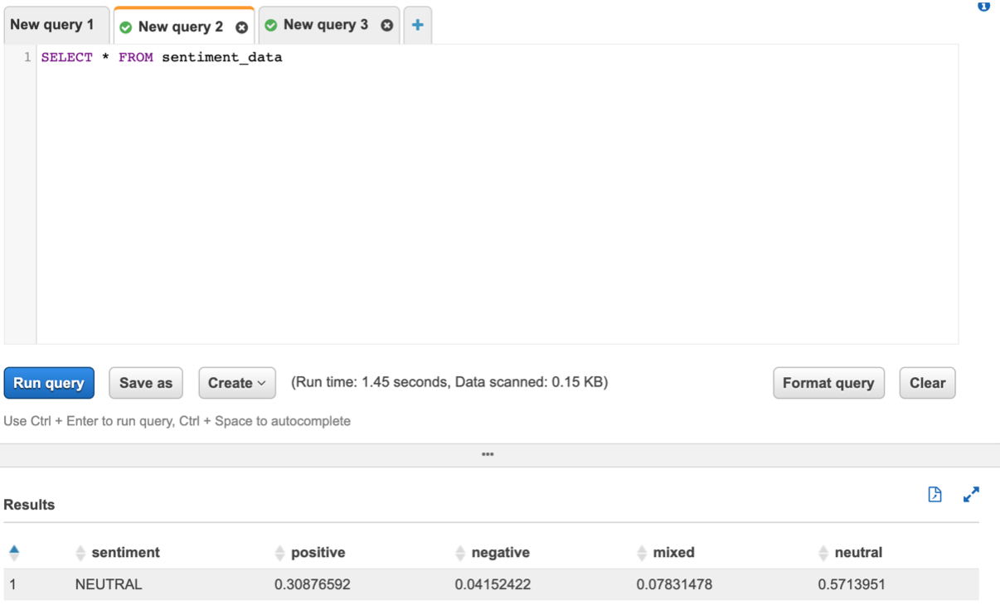 New query 1 New query 2 New query 3 +
1 SELECT * FROM sentiment_data
Run query Save as Create (Run time: 1.45 seconds, Data scanned: 0.15 KB) Format query Clear
Use Ctrl + Enter to run query, Ctrl + Space to autocomplete
Results
sentiment positive negative mixed neutral
1 NEUTRAL 0.30876592 0.04152422 0.07831478 0.5713951